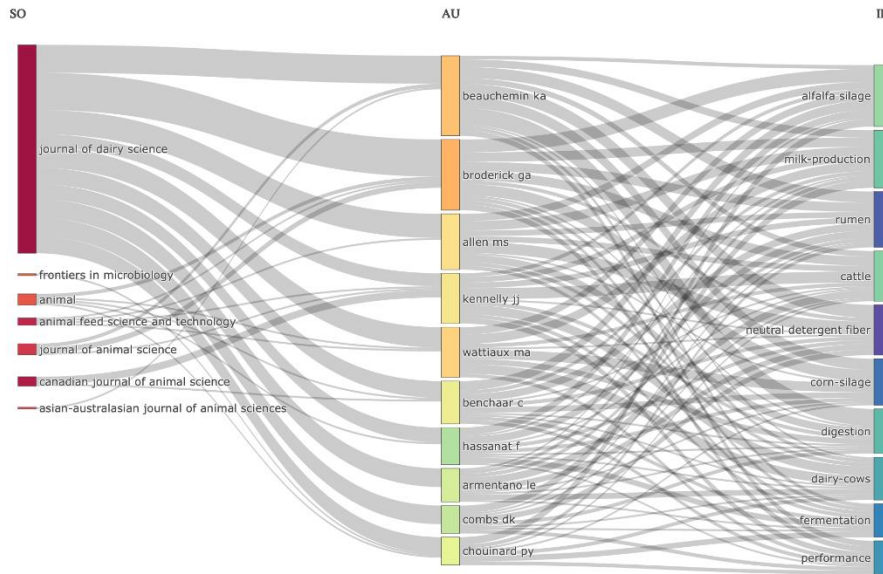 SO
AU
journal of dairy science
frontiers in microbiology
animal
animal feed science and technology
journal of animal science
canadian journal of animal science
asian-australasian journal of animal sciences
beauchemin ka
broderick ga
allen ms
kennelly jj
wattiaux ma
benchaar c
hassanat f
armentano le
combs dk
chouinard py
alfalfa silage
milk-production
rumen
cattle
neutral detergent fiber
corn-silage
digestion
dairy-cows
fermentation
performance